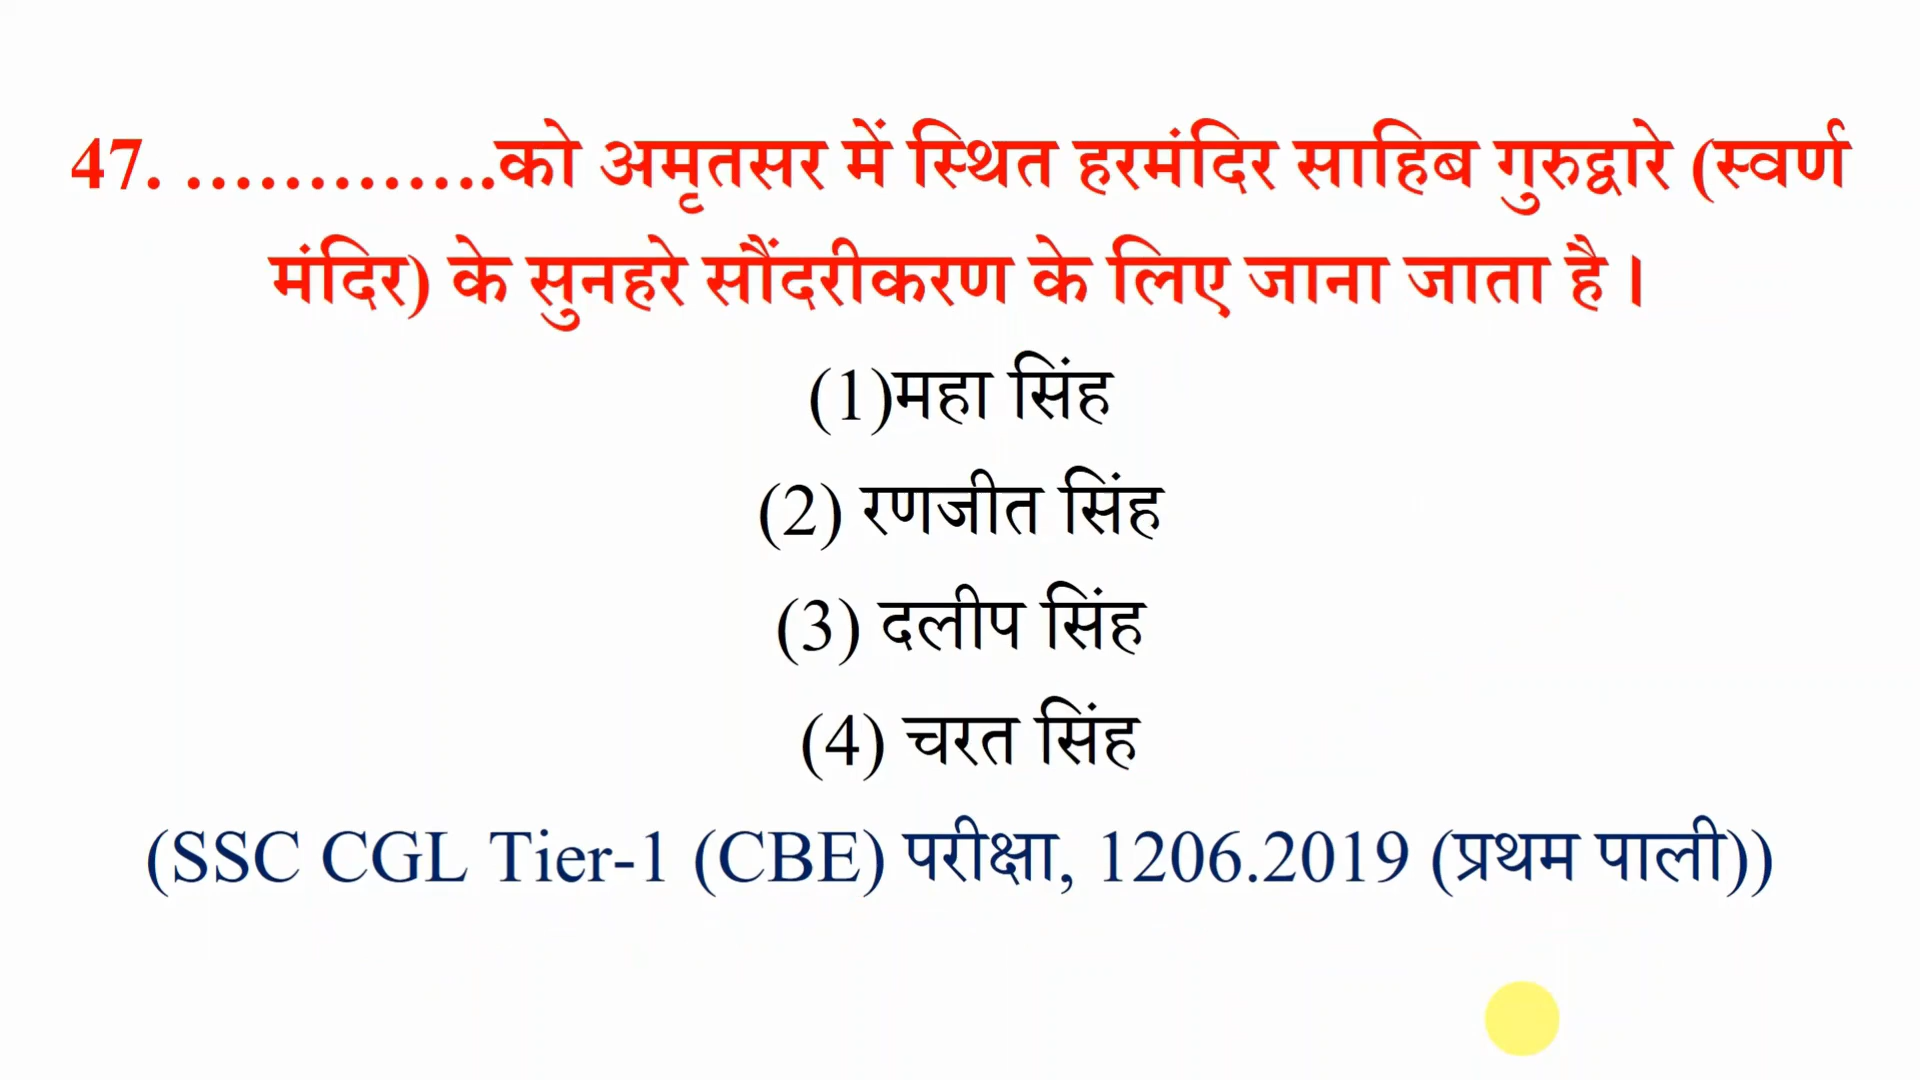 47. .............को अमृतसर में स्थित हरमंदिर साहिब गुरुद्वारे (स्वर्ण
मंदिर) के सुनहरे सौंदरीकरण के लिए जाना जाता है।
(1)महा सिंह
(2) रणजीत सिंह
(3) दलीप सिंह
(4) चरत सिंह
(SSC CGL Tier-1 (CBE) परीक्षा, 1206.2019 (प्रथम पाली))